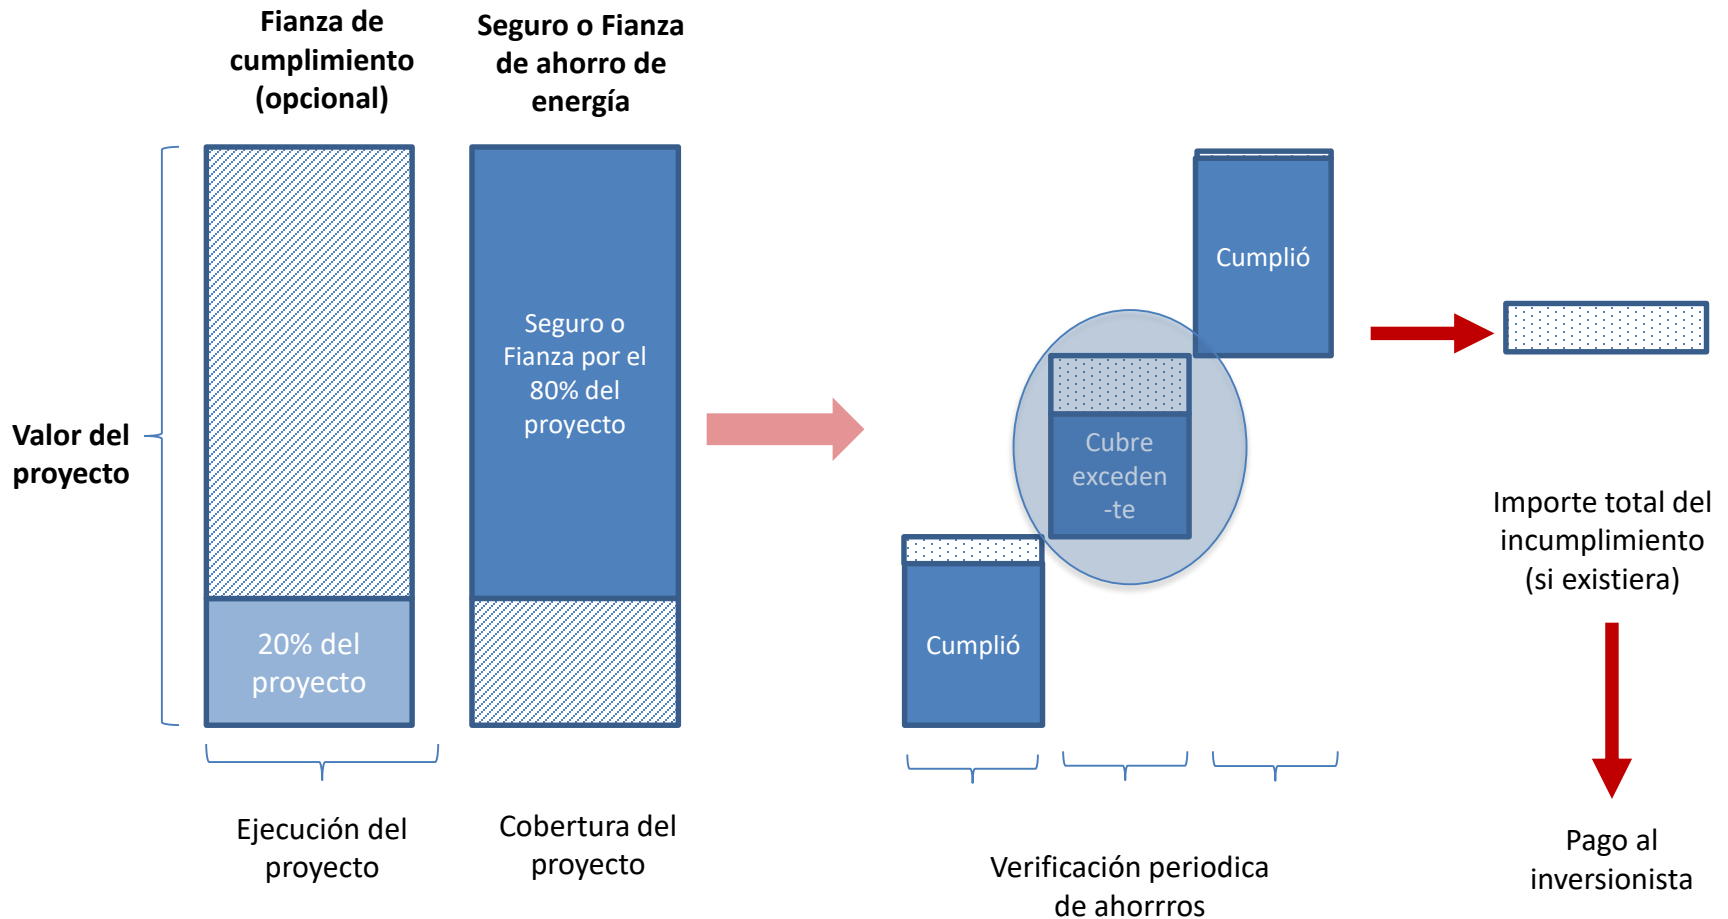 Fianza de
cumplimiento
(opcional)
Seguro o Fianza
de ahorro de
energía
Valor del
proyecto
20% del
proyecto
Seguro o
Fianza por el
80% del
proyecto
Cumplió
Cubre
exceden
-te
Cumplió
Ejecución del
proyecto
Cobertura del
proyecto
Verificación periodica
de ahorrros
Importe total del
incumplimiento
(si existiera)
Pago al
inversionista